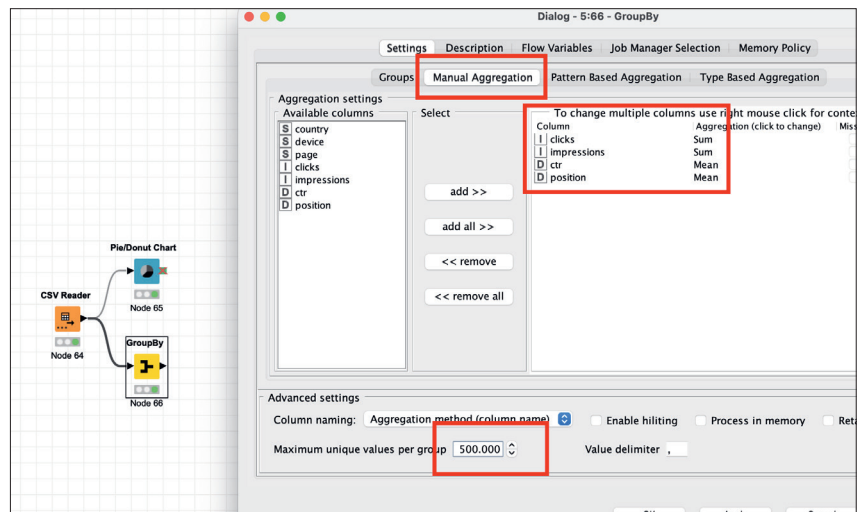 Dialog - 5:66 - GroupBy
Settings Description Flow Variables Job Manager Selection Memory Policy
Groups Manual Aggregation Pattern Based Aggregation Type Based Aggregation
Aggregation settings
Available columns
S country
S device
S page
I clicks
I impressions
D ctr
D position
Select
add >>
add all >>
<< remove
<< remove all
To change multiple columns use right mouse click for
Column Aggregation (click to change)
I clicks Sum
I impressions Sum
D ctr Mean
D position Mean
Pie/Donut Chart
Node 65
CSV Reader
Node 64
GroupBy
Node 66
Advanced settings
Column naming: Aggregation method (column name) Enable hiliting Process in memory
Maximum unique values per group 500.000 Value delimiter ,